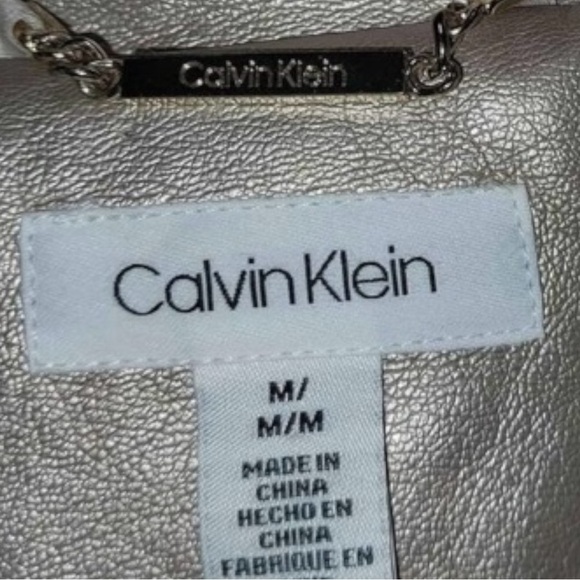 Calvin Klein
Calvin Klein
M/
M/M
MADE IN
CHINA
HECHO EN
CHINA
FABRIQUE EN